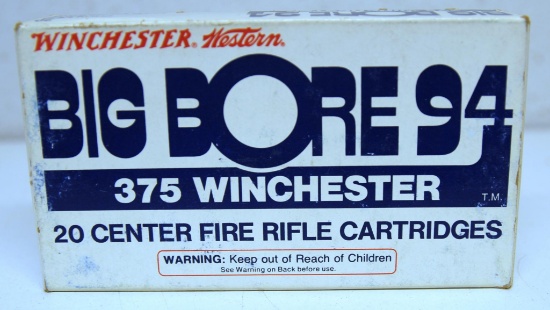 WINCHESTER® Western®
BIG BORE 94
375 WINCHESTER
T.M.
20 CENTER FIRE RIFLE CARTRIDGES
WARNING: Keep out of Reach of Children
See Warning on Back before use.